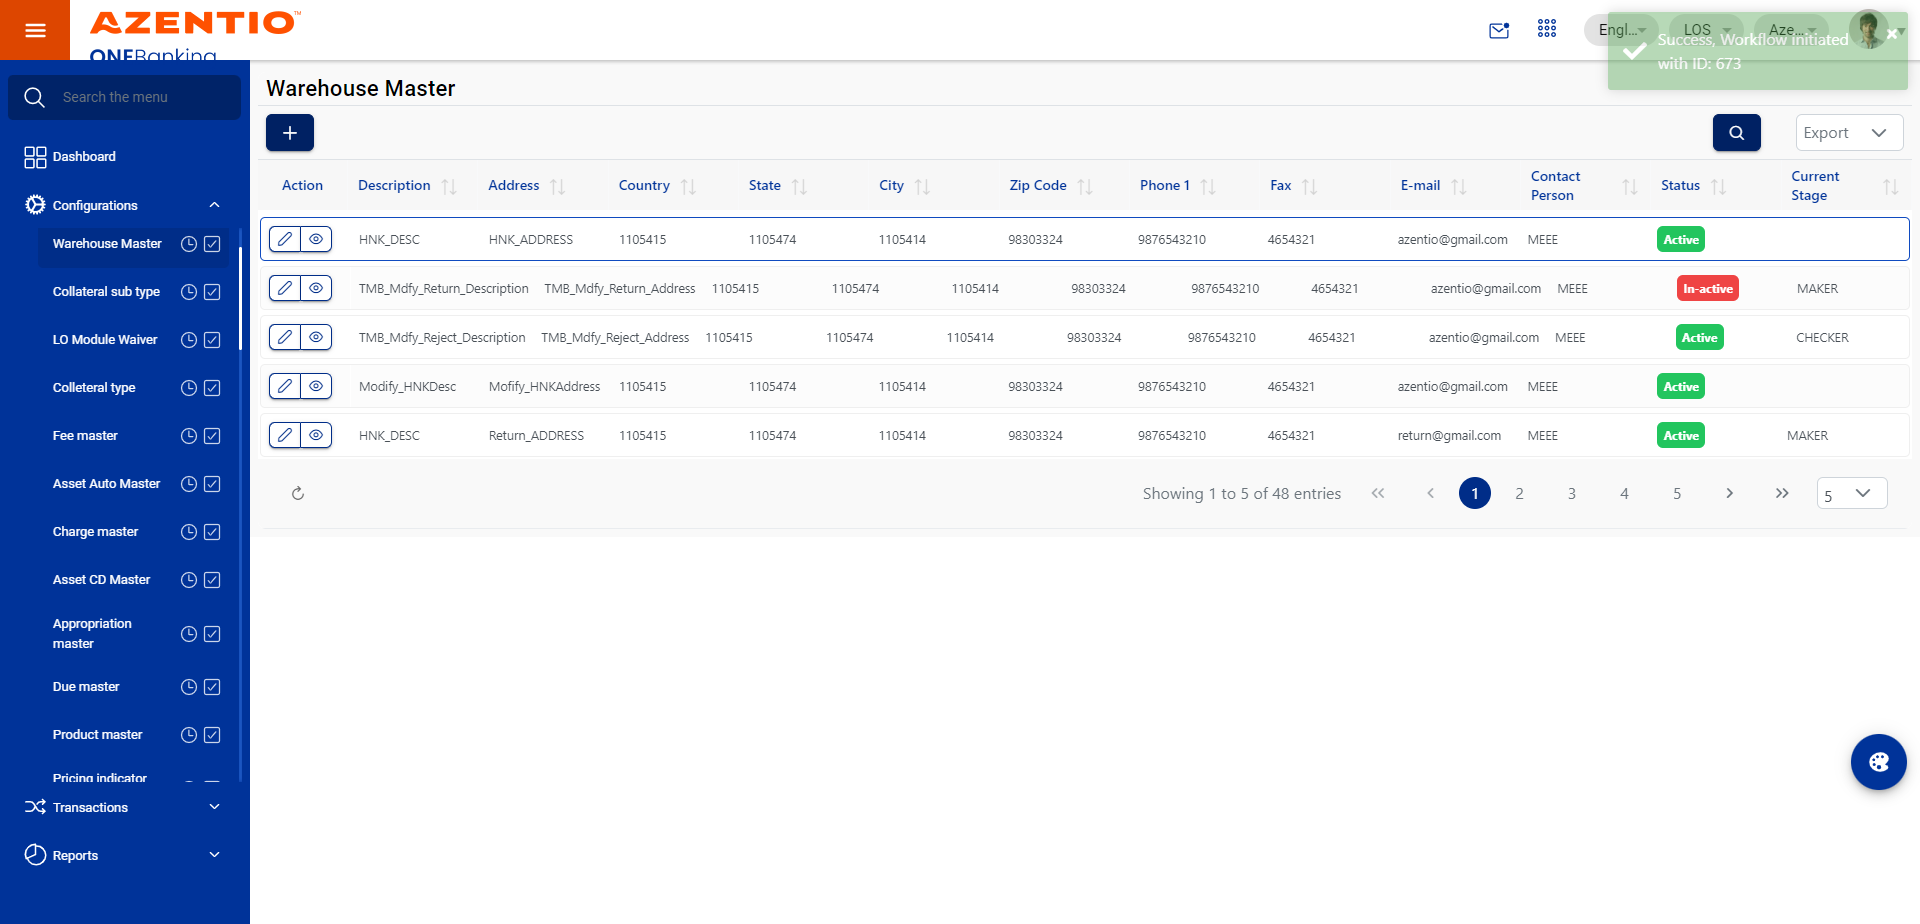 AZENTIO™
ONEBanking
Engl...
LOS
Aze...
Success, Workflow initiated
with ID: 673
Search the menu
Dashboard
Configurations
Warehouse Master
Collateral sub type
LO Module Waiver
Colleteral type
Fee master
Asset Auto Master
Charge master
Asset CD Master
Appropriation
master
Due master
Product master
Pricing indicator
Transactions
Reports
Warehouse Master
Export
Action Description Address Country State City Zip Code Phone 1 Fax E-mail Contact Person Status Current Stage
HNK_DESC HNK_ADDRESS 1105415 1105474 1105414 98303324 9876543210 4654321 azentio@gmail.com MEEE Active
TMB_Mdfy_Return_Description TMB_Mdfy_Return_Address 1105415 1105474 1105414 98303324 9876543210 4654321 azentio@gmail.com MEEE In-active MAKER
TMB_Mdfy_Reject_Description TMB_Mdfy_Reject_Address 1105415 1105474 1105414 98303324 9876543210 4654321 azentio@gmail.com MEEE Active CHECKER
Modify_HNKDesc Mofify_HNKAddress 1105415 1105474 1105414 98303324 9876543210 4654321 azentio@gmail.com MEEE Active
HNK_DESC Return_ADDRESS 1105415 1105474 1105414 98303324 9876543210 4654321 return@gmail.com MEEE Active MAKER
Showing 1 to 5 of 48 entries 1 2 3 4 5 5